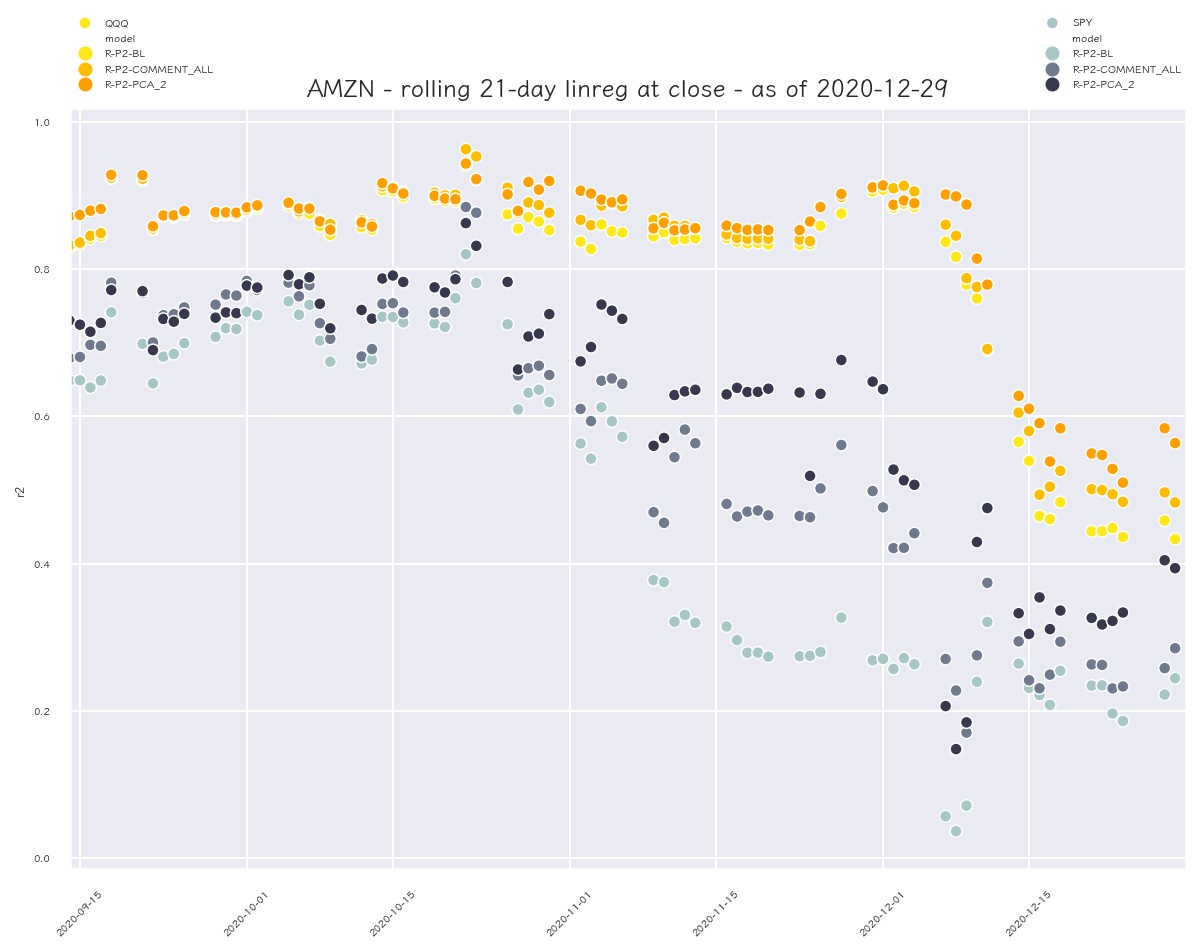 QQQ
model
R-P2-BL
R-P2-COMMENT_ALL
R-P2-PCA_2
SPY
model
R-P2-BL
R-P2-COMMENT_ALL
R-P2-PCA_2
AMZN - rolling 21-day linreg at close - as of 2020-12-29
1.0
0.8
0.6
0.4
0.2
0.0
r2
2020-09-15
2020-10-01
2020-10-15
2020-11-01
2020-11-15
2020-12-01
2020-12-15